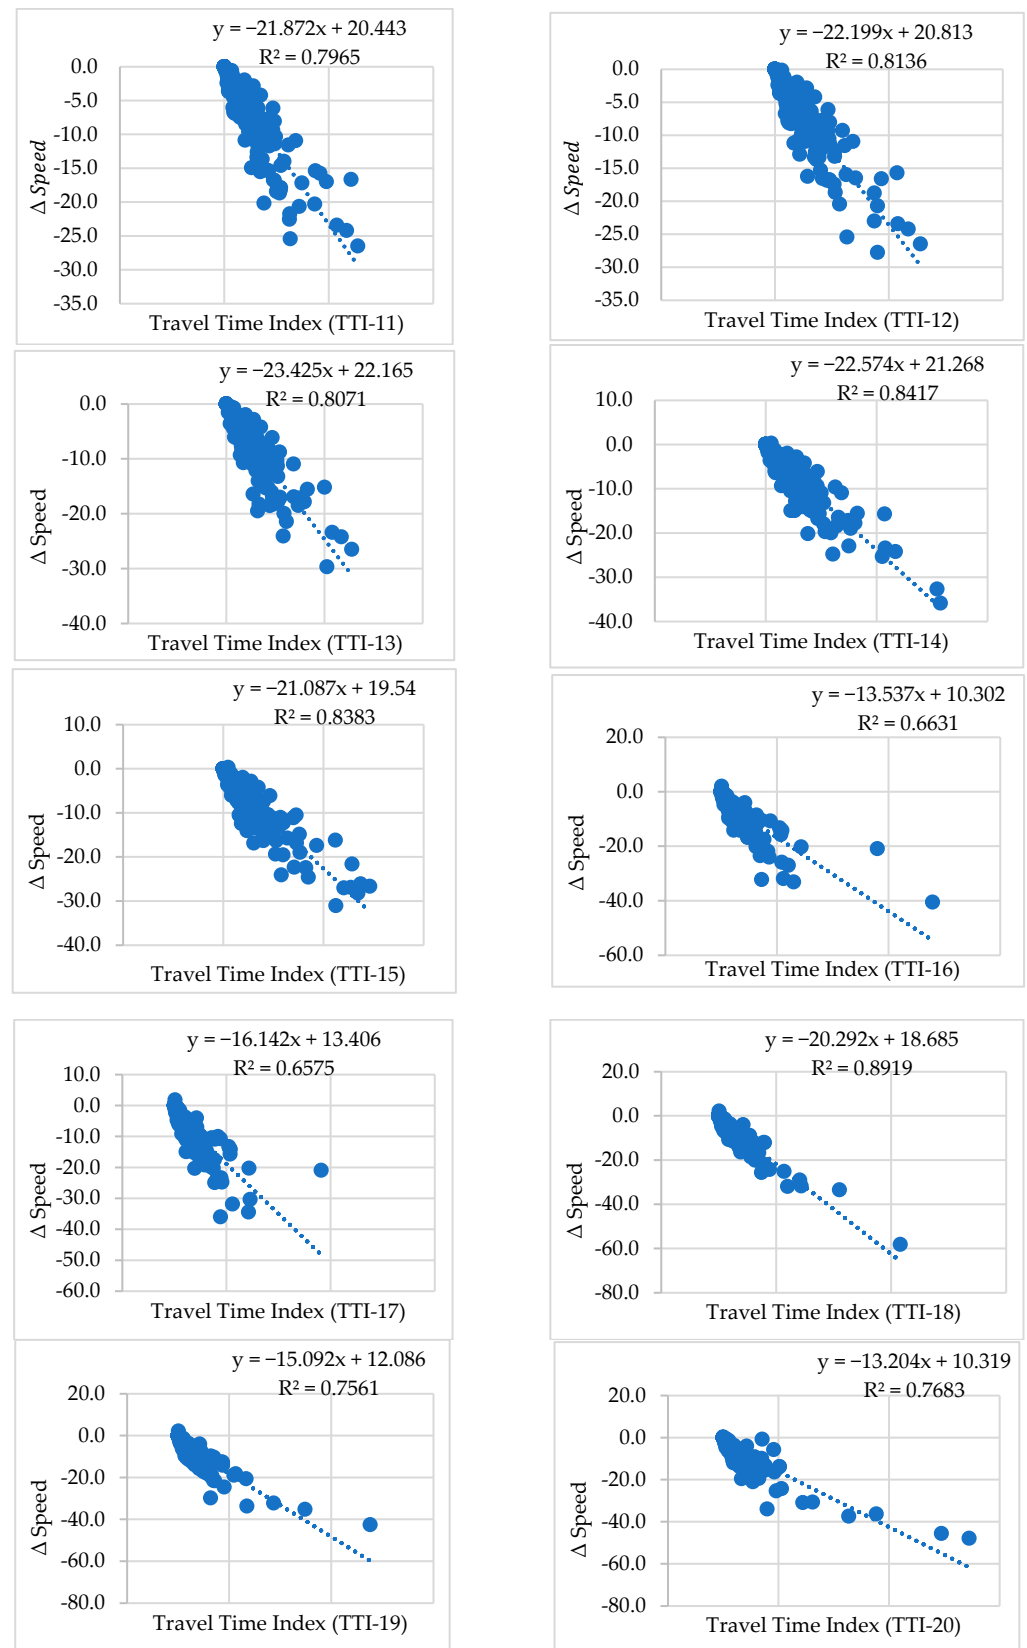 y = −21.872x + 20.443
R² = 0.7965
0.0
-5.0
-10.0
-15.0
-20.0
-25.0
-30.0
-35.0
Δ Speed
Travel Time Index (TTI-11)
y = −22.199x + 20.813
R² = 0.8136
0.0
-5.0
-10.0
-15.0
-20.0
-25.0
-30.0
-35.0
Δ Speed
Travel Time Index (TTI-12)
y = −23.425x + 22.165
R² = 0.8071
0.0
-10.0
-20.0
-30.0
-40.0
Δ Speed
Travel Time Index (TTI-13)
y = −22.574x + 21.268
R² = 0.8417
10.0
0.0
-10.0
-20.0
-30.0
-40.0
Δ Speed
Travel Time Index (TTI-14)
y = −21.087x + 19.54
R² = 0.8383
10.0
0.0
-10.0
-20.0
-30.0
-40.0
Δ Speed
Travel Time Index (TTI-15)
y = −13.537x + 10.302
R² = 0.6631
20.0
0.0
-20.0
-40.0
-60.0
Δ Speed
Travel Time Index (TTI-16)
y = −16.142x + 13.406
R² = 0.6575
10.0
0.0
-10.0
-20.0
-30.0
-40.0
-50.0
-60.0
Δ Speed
Travel Time Index (TTI-17)
y = −20.292x + 18.685
R² = 0.8919
20.0
0.0
-20.0
-40.0
-60.0
-80.0
Δ Speed
Travel Time Index (TTI-18)
y = −15.092x + 12.086
R² = 0.7561
20.0
0.0
-20.0
-40.0
-60.0
-80.0
Δ Speed
Travel Time Index (TTI-19)
y = −13.204x + 10.319
R² = 0.7683
20.0
0.0
-20.0
-40.0
-60.0
-80.0
Δ Speed
Travel Time Index (TTI-20)